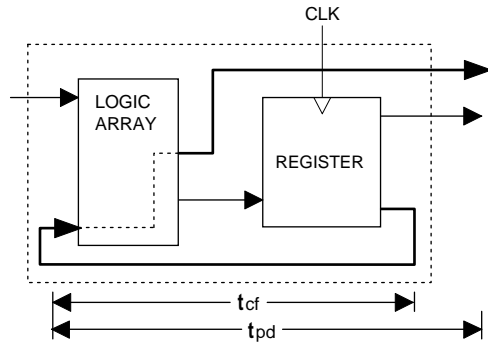 CLK
LOGIC
ARRAY
REGISTER
tcf
tpd